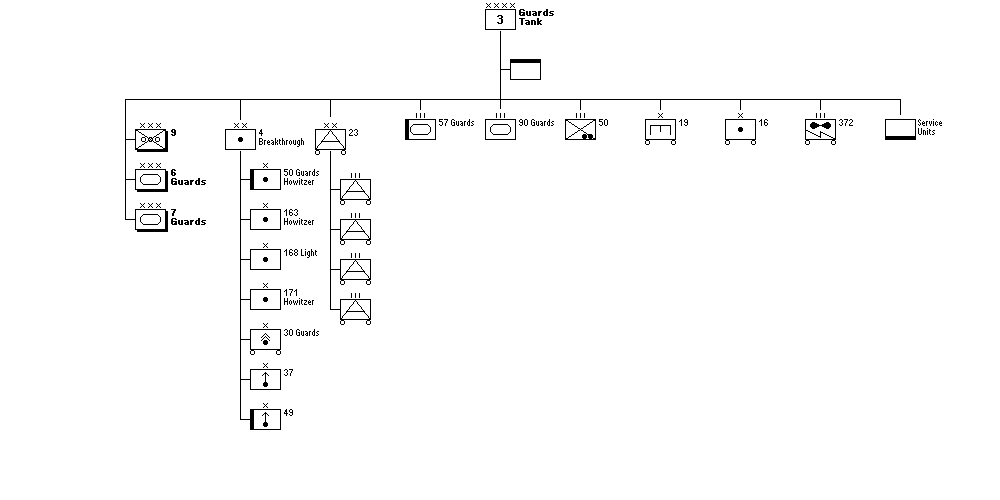 XXXX
3
Guards
Tank
XXX
9
XX
4
Breakthrough
XX
23
III
57 Guards
III
90 Guards
III
50
X
19
X
16
III
372
Service
Units
XXX
6
Guards
XXX
7
Guards
X
50 Guards
Howitzer
X
163
Howitzer
X
168 Light
X
171
Howitzer
X
30 Guards
X
37
X
49
III
III
III
III